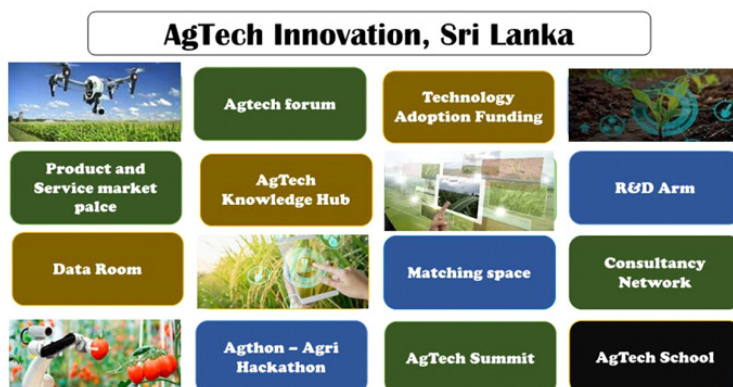 AgTech Innovation, Sri Lanka
Agtech forum
Technology
Adoption Funding
Product and
Service market
palce
AgTech
Knowledge Hub
R&D Arm
Data Room
Matching space
Consultancy
Network
Agthon – Agri
Hackathon
AgTech Summit
AgTech School